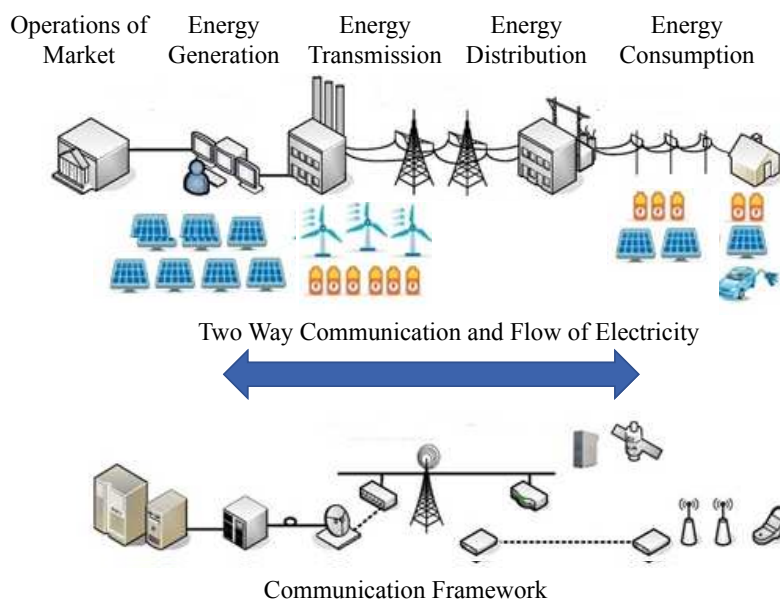 Operations of Market
Energy Generation
Energy Transmission
Energy Distribution
Energy Consumption
Two Way Communication and Flow of Electricity
Communication Framework